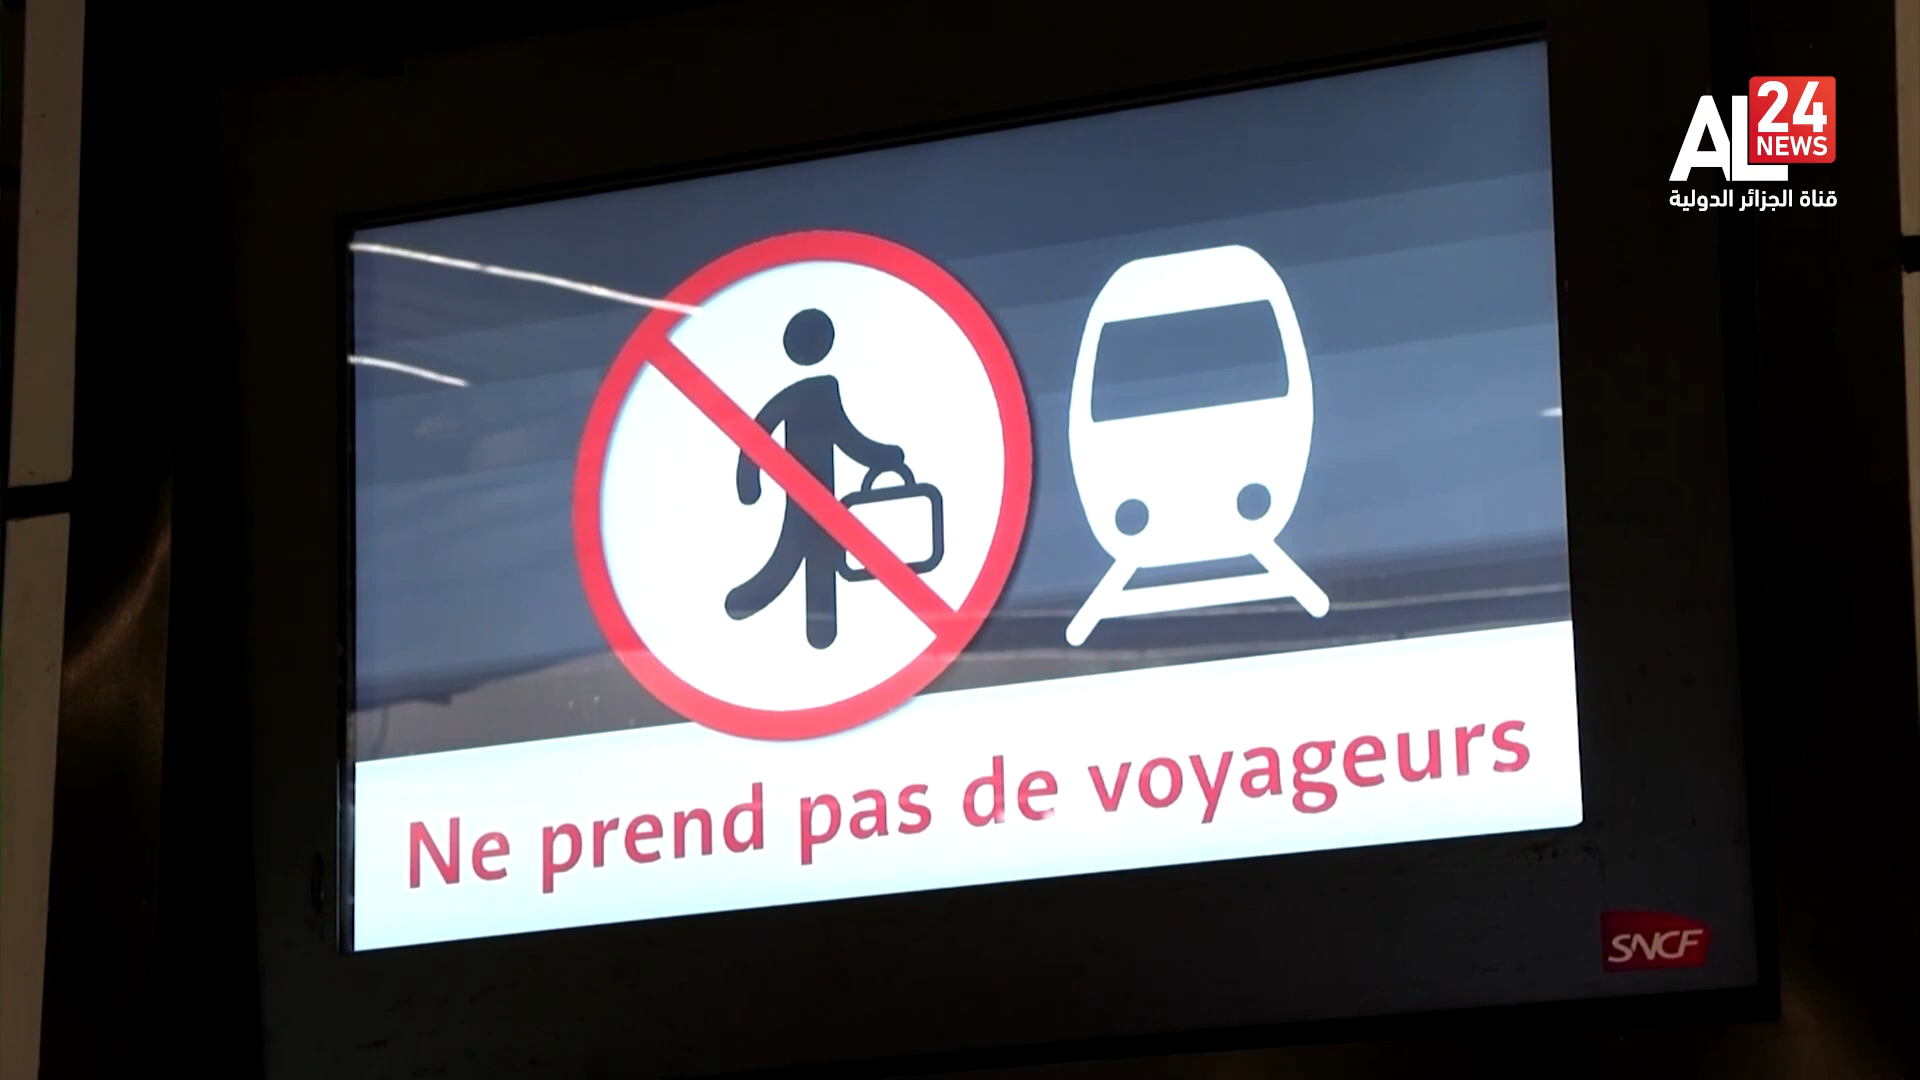 AL
24
NEWS
قناة الجزائر الدولية
Ne prend pas de voyageurs
SNCF